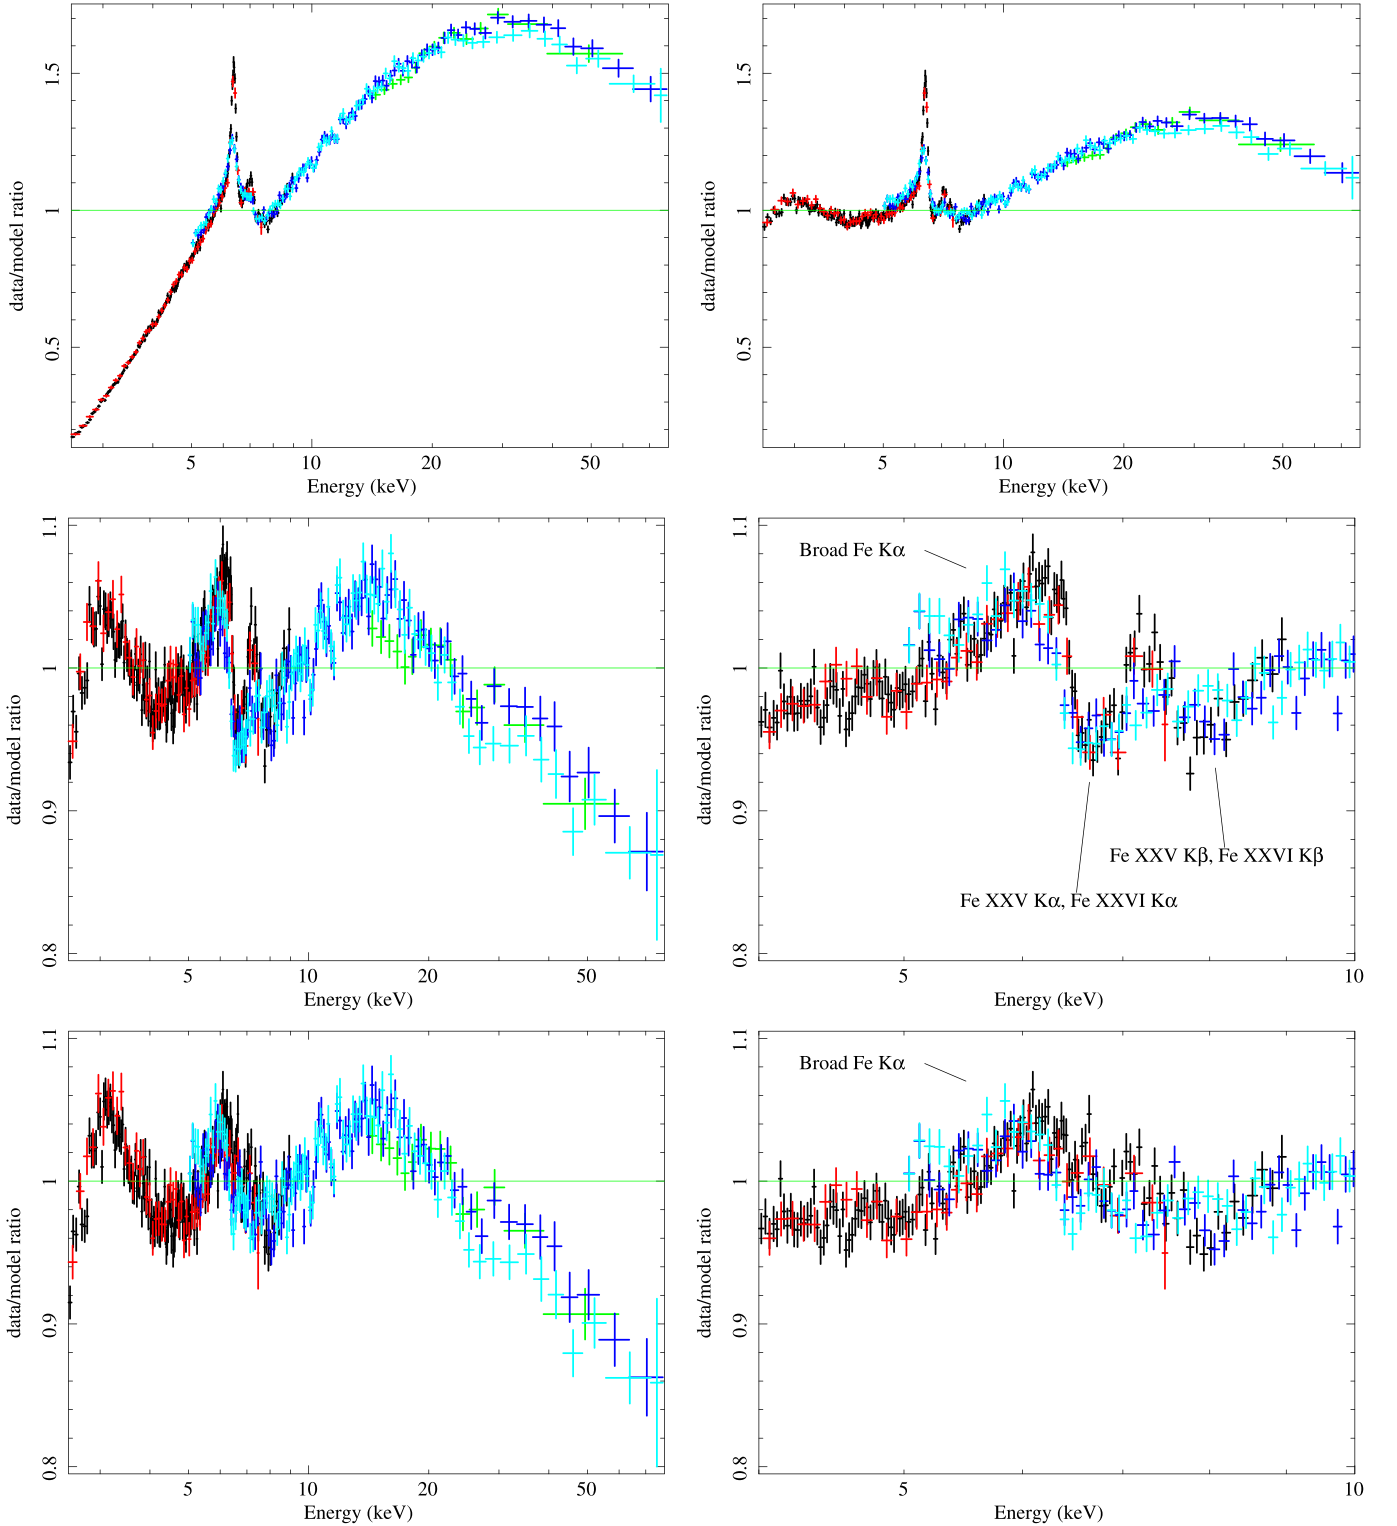 data/model ratio
1.5
1
0.5
5
10
20
50
Energy (keV)
data/model ratio
1.5
1
0.5
5
10
20
50
Energy (keV)
data/model ratio
1.1
1
0.9
0.8
5
10
20
50
Energy (keV)
data/model ratio
1.1
1
0.9
0.8
Broad Fe Kα
Fe XXV Kβ, Fe XXVI Kβ
Fe XXV Kα, Fe XXVI Kα
5
10
Energy (keV)
data/model ratio
1.1
1
0.9
0.8
5
10
20
50
Energy (keV)
data/model ratio
1.1
1
0.9
0.8
Broad Fe Kα
5
10
Energy (keV)